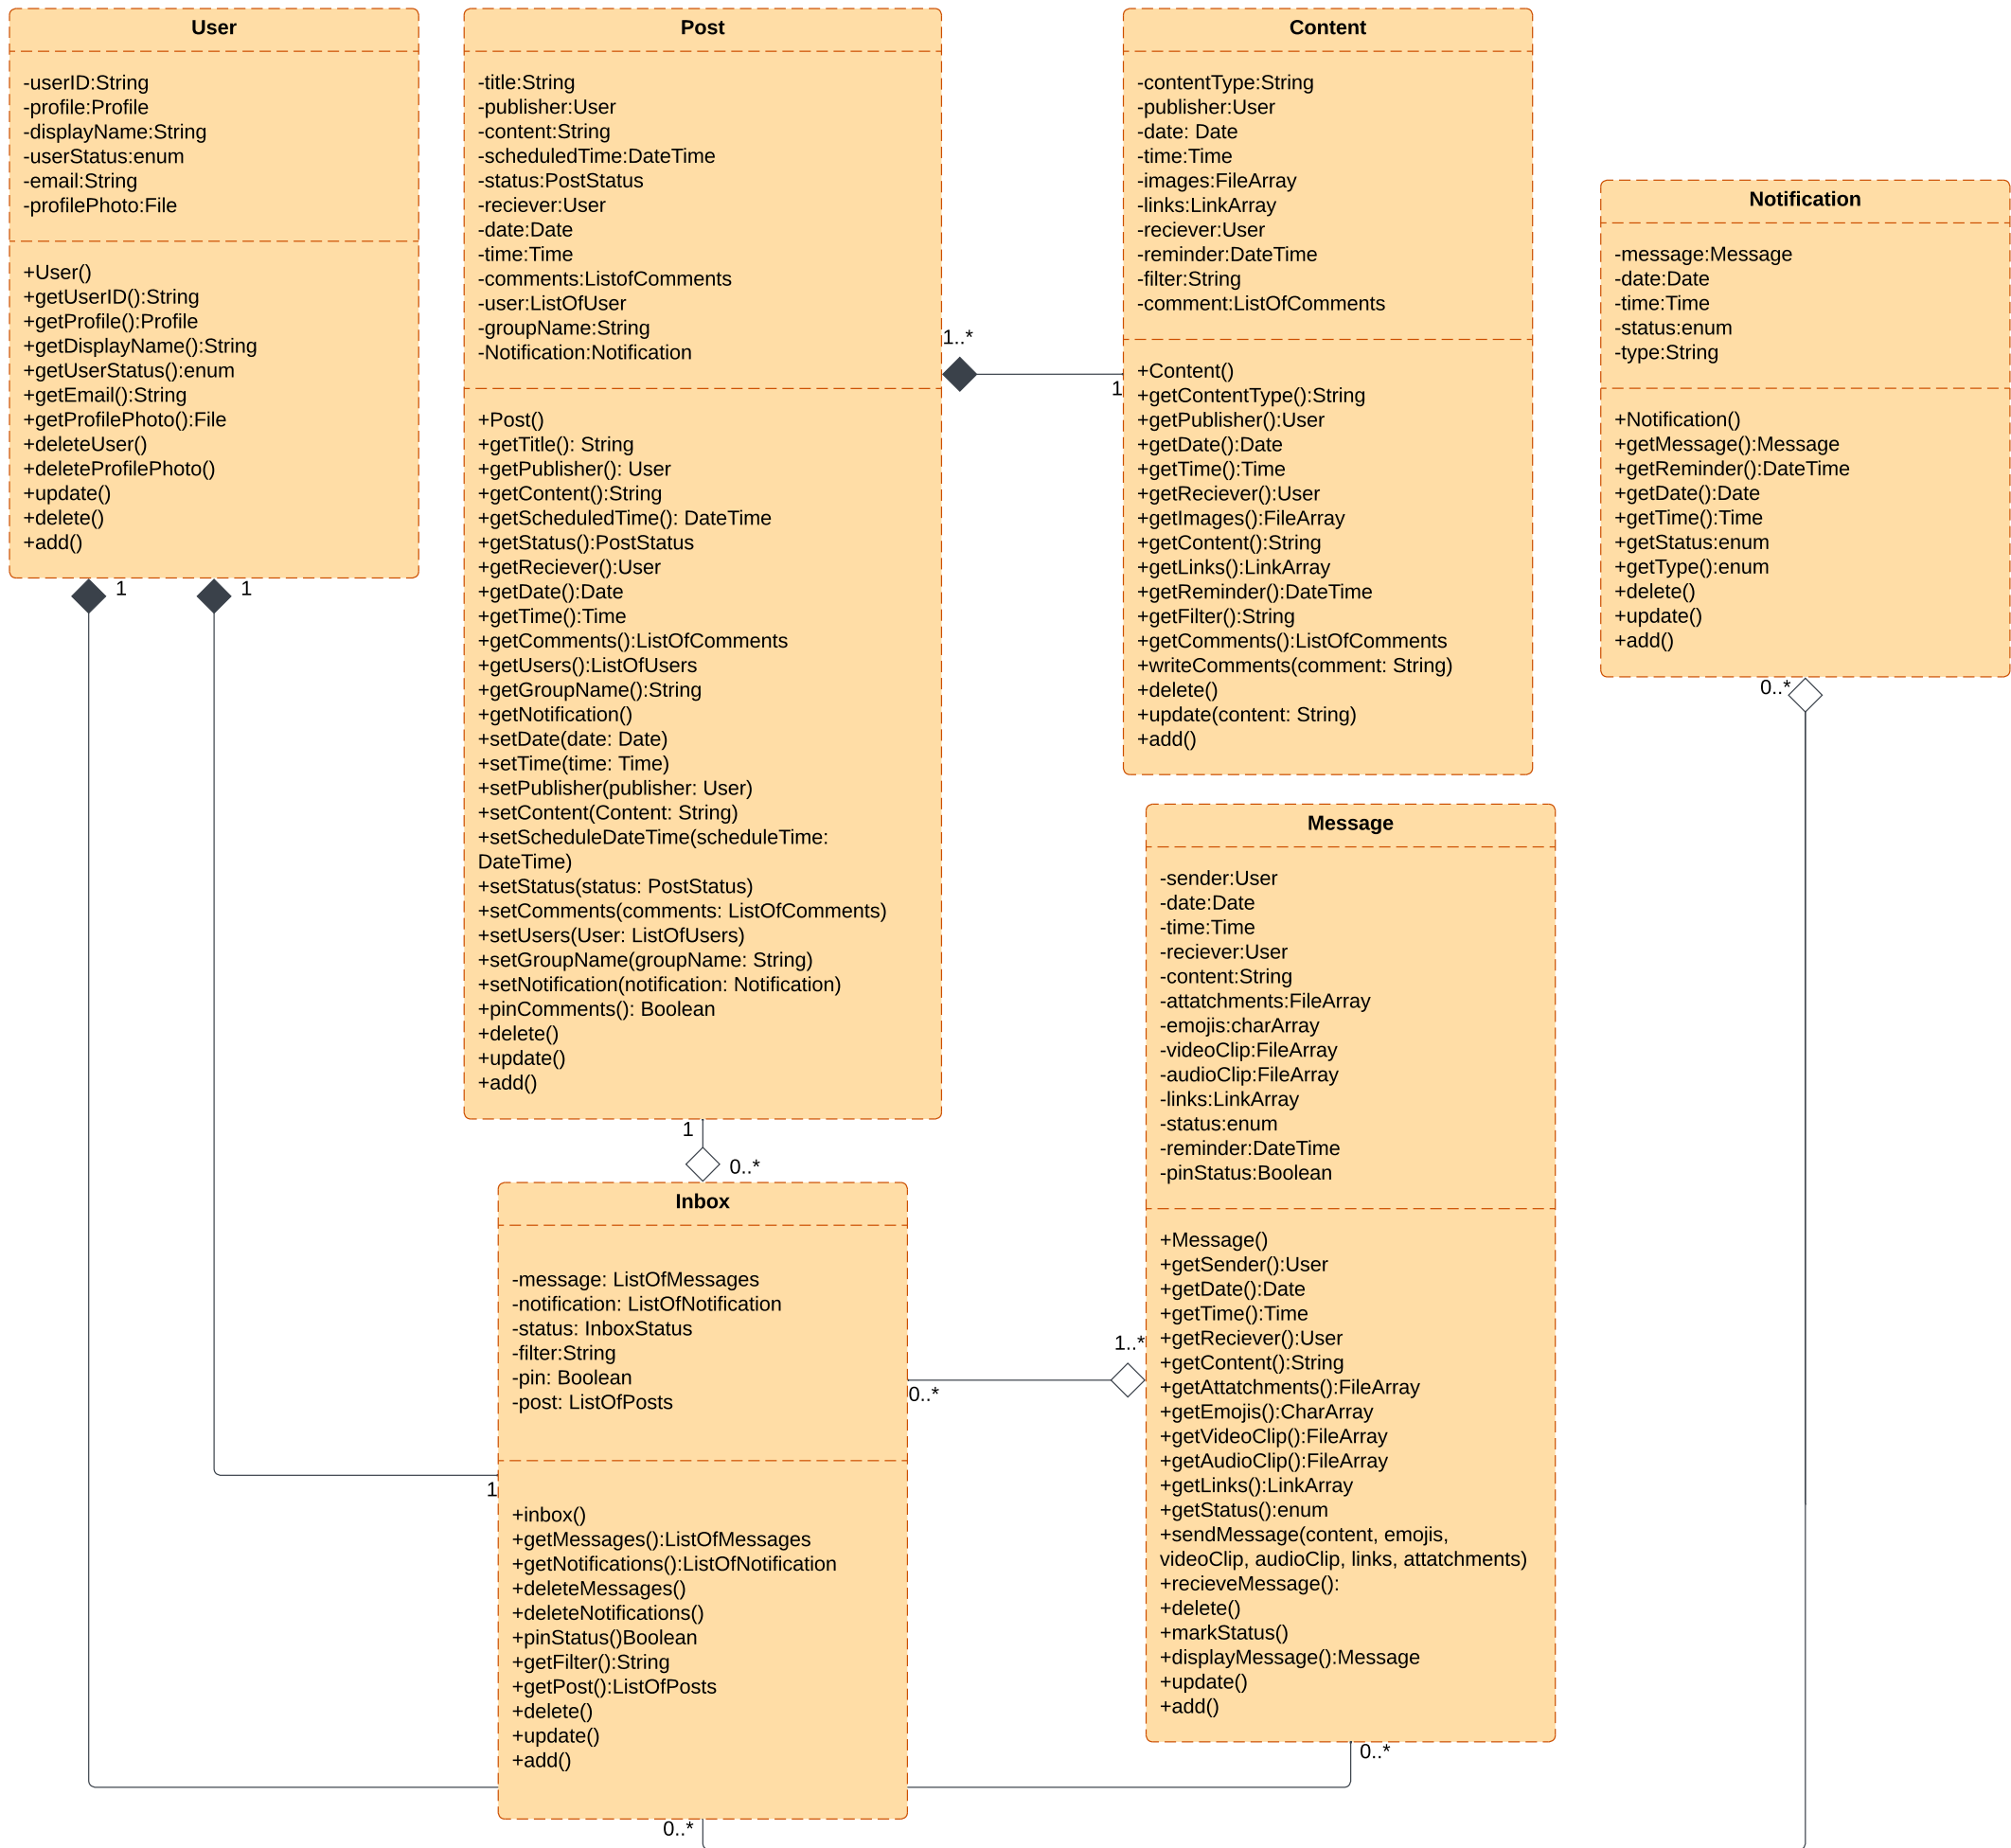 User
-userID:String
-profile:Profile
-displayName:String
-userStatus:enum
-email:String
-profilePhoto:File
+User()
+getUserID():String
+getProfile():Profile
+getDisplayName():String
+getUserStatus():enum
+getEmail():String
+getProfilePhoto():File
+deleteUser()
+deleteProfilePhoto()
+update()
+delete()
+add()
1
1
Post
-title:String
-publisher:User
-content:String
-scheduledTime:DateTime
-status:PostStatus
-reciever:User
-date:Date
-time:Time
-comments:ListofComments
-user:ListOfUser
-groupName:String
-Notification:Notification
+Post()
+getTitle(): String
+getPublisher(): User
+getContent():String
+getScheduledTime(): DateTime
+getStatus():PostStatus
+getReciever():User
+getDate():Date
+getTime():Time
+getComments():ListOfComments
+getUsers():ListOfUsers
+getGroupName():String
+getNotification()
+setDate(date: Date)
+setTime(time: Time)
+setPublisher(publisher: User)
+setContent(Content: String)
+setScheduleDateTime(scheduleTime:
DateTime)
+setStatus(status: PostStatus)
+setComments(comments: ListOfComments)
+setUsers(User: ListOfUsers)
+setGroupName(groupName: String)
+setNotification(notification: Notification)
+pinComments(): Boolean
+delete()
+update()
+add()
1..*
1
Content
-contentType:String
-publisher:User
-date: Date
-time:Time
-images:FileArray
-links:LinkArray
-reciever:User
-reminder:DateTime
-filter:String
-comment:ListOfComments
+Content()
+getContentType():String
+getPublisher():User
+getDate():Date
+getTime():Time
+getReciever():User
+getImages():FileArray
+getContent():String
+getLinks():LinkArray
+getReminder():DateTime
+getFilter():String
+getComments():ListOfComments
+writeComments(comment: String)
+delete()
+update(content: String)
+add()
Notification
-message:Message
-date:Date
-time:Time
-status:enum
-type:String
+Notification()
+getMessage():Message
+getReminder():DateTime
+getDate():Date
+getTime():Time
+getStatus:enum
+getType():enum
+delete()
+update()
+add()
0..*
1
0..*
Inbox
-message: ListOfMessages
-notification: ListOfNotification
-status: InboxStatus
-filter:String
-pin: Boolean
-post: ListOfPosts
+inbox()
+getMessages():ListOfMessages
+getNotifications():ListOfNotification
+deleteMessages()
+deleteNotifications()
+pinStatus()Boolean
+getFilter():String
+getPost():ListOfPosts
+delete()
+update()
+add()
1
0..*
0..*
1..*
Message
-sender:User
-date:Date
-time:Time
-reciever:User
-content:String
-attatchments:FileArray
-emojis:charArray
-videoClip:FileArray
-audioClip:FileArray
-links:LinkArray
-status:enum
-reminder:DateTime
-pinStatus:Boolean
+Message()
+getSender():User
+getDate():Date
+getTime():Time
+getReciever():User
+getContent():String
+getAttatchments():FileArray
+getEmojis():CharArray
+getVideoClip():FileArray
+getAudioClip():FileArray
+getLinks():LinkArray
+getStatus():enum
+sendMessage(content, emojis,
videoClip, audioClip, links, attatchments)
+recieveMessage():
+delete()
+markStatus()
+displayMessage():Message
+update()
+add()
0..*